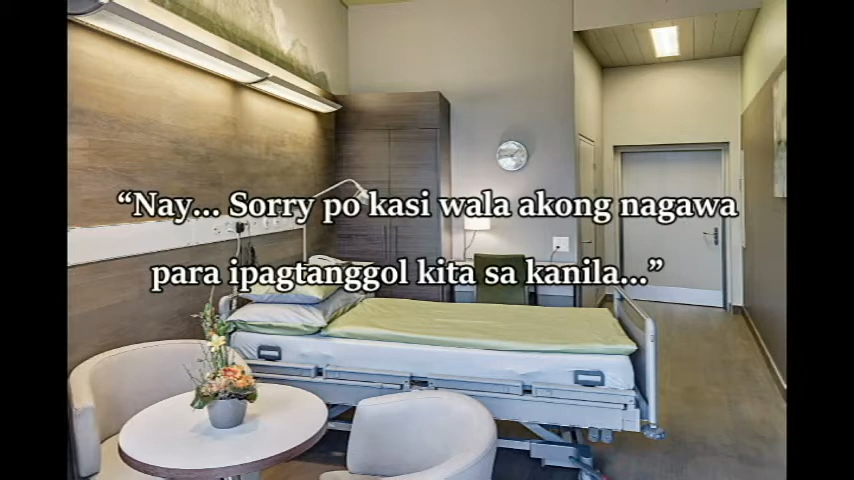 “Nay... Sorry po kasi wala akong nagawa
para ipagtanggol kita sa kanila...”